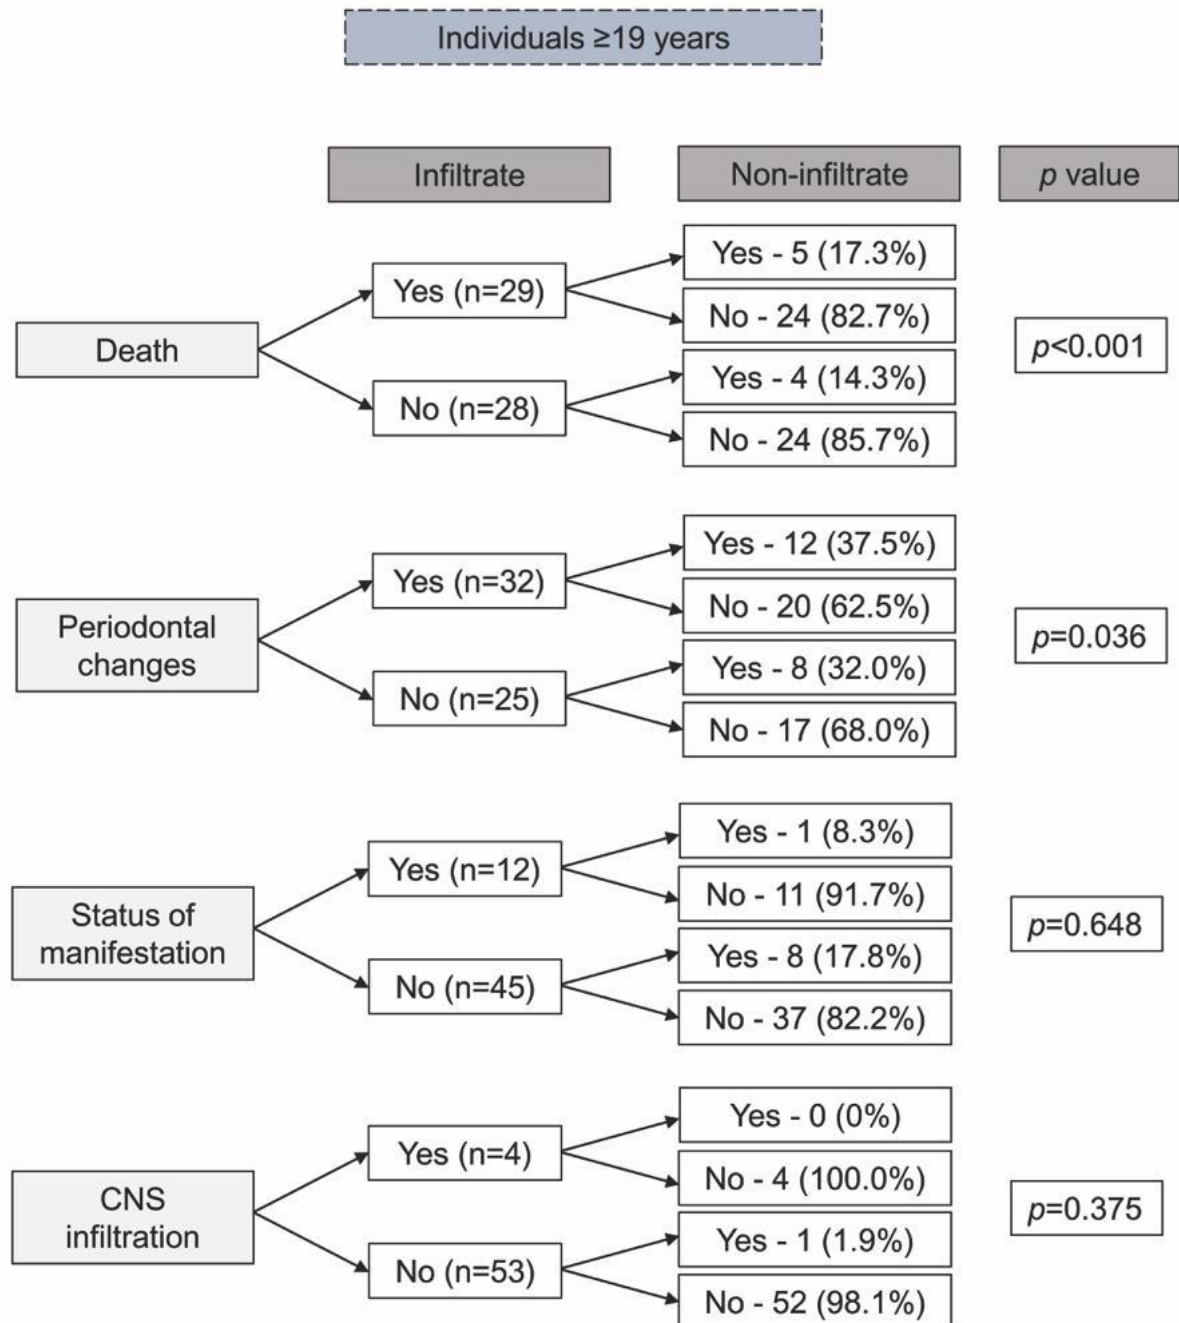 Individuals ≥19 years
Infiltrate
Non-infiltrate
p value
Death
Yes (n=29)
Yes - 5 (17.3%)
No - 24 (82.7%)
No (n=28)
Yes - 4 (14.3%)
No - 24 (85.7%)
p<0.001
Periodontal
changes
Yes (n=32)
Yes - 12 (37.5%)
No - 20 (62.5%)
No (n=25)
Yes - 8 (32.0%)
No - 17 (68.0%)
p=0.036
Status of
manifestation
Yes (n=12)
Yes - 1 (8.3%)
No - 11 (91.7%)
No (n=45)
Yes - 8 (17.8%)
No - 37 (82.2%)
p=0.648
CNS
infiltration
Yes (n=4)
Yes - 0 (0%)
No - 4 (100.0%)
No (n=53)
Yes - 1 (1.9%)
No - 52 (98.1%)
p=0.375